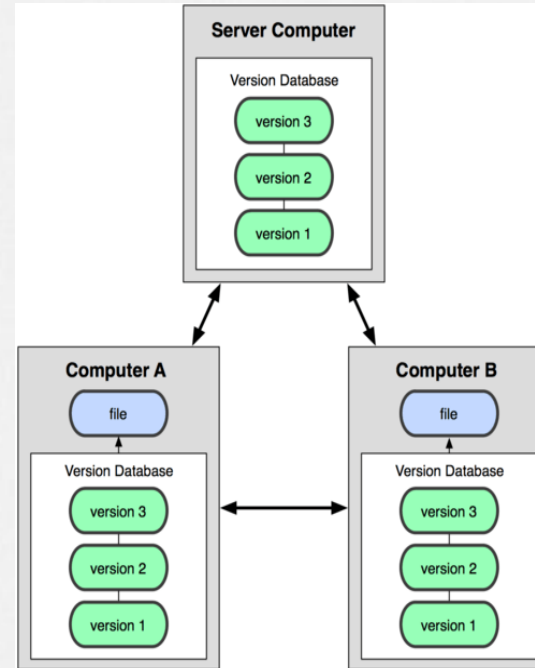 Server Computer
Version Database
version 3
version 2
version 1
Computer A
file
Version Database
version 3
version 2
version 1
Computer B
file
Version Database
version 3
version 2
version 1